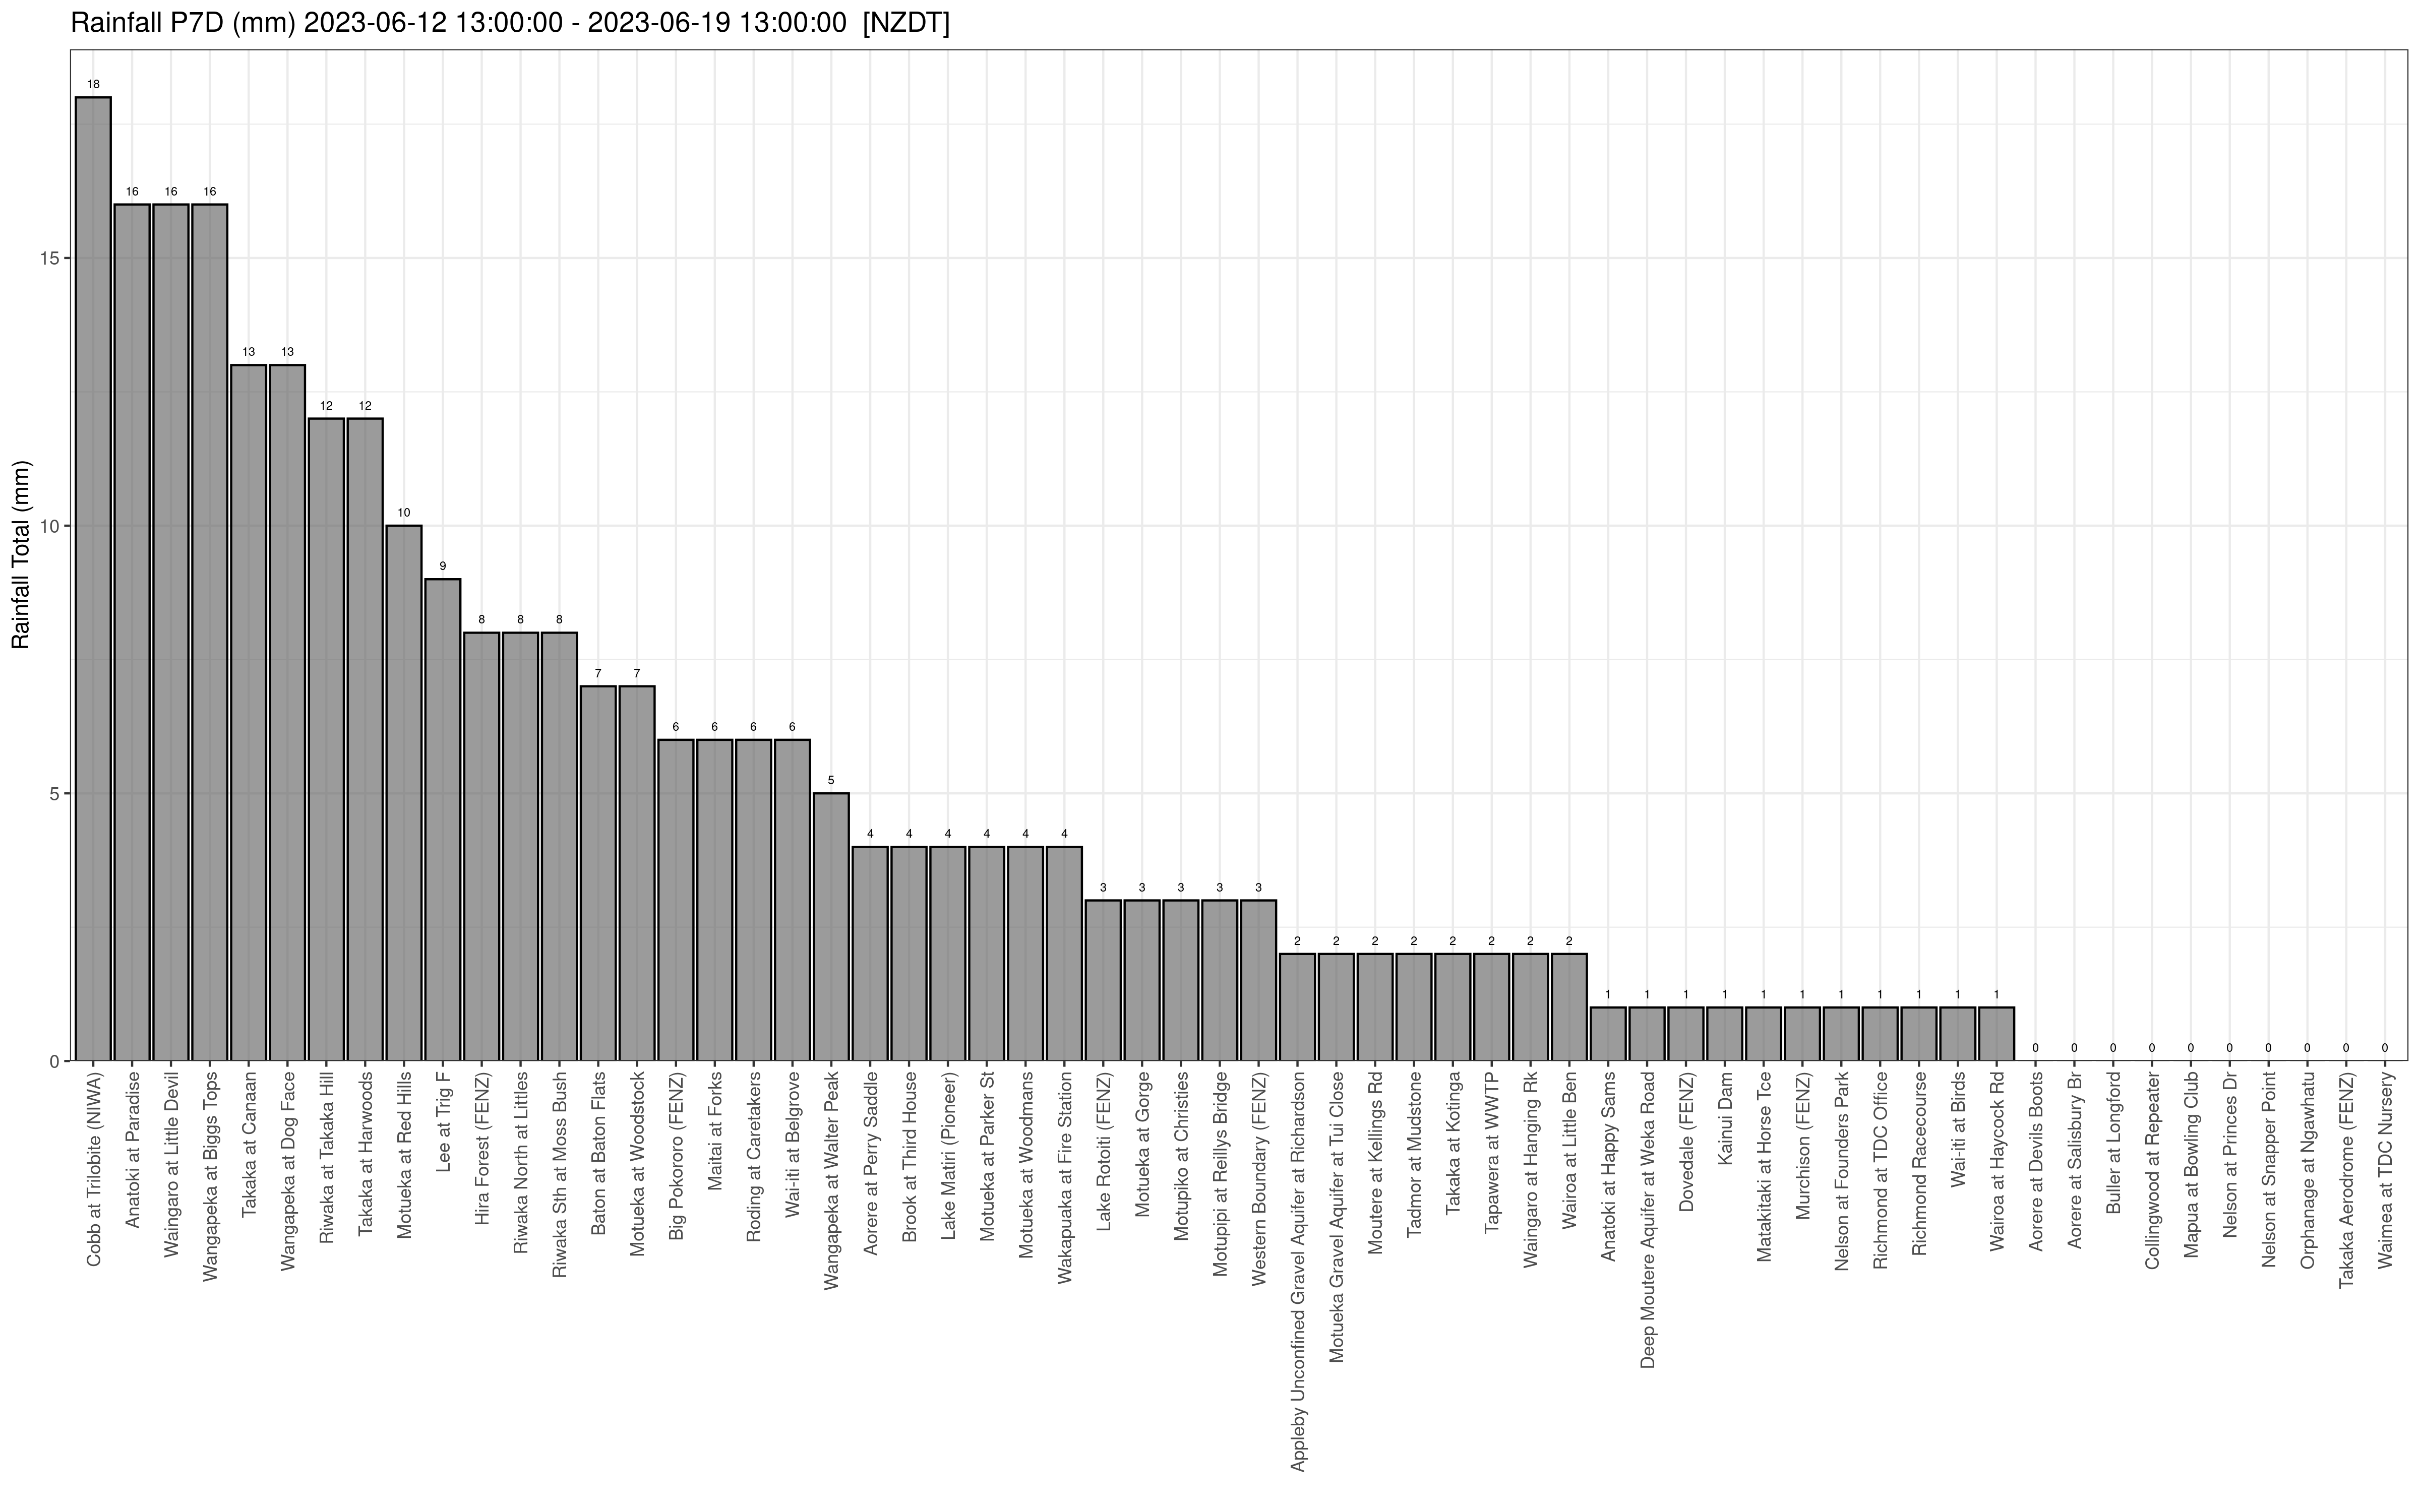 Rainfall P7D (mm) 2023-06-12 13:00:00 - 2023-06-19 13:00:00 [NZDT]
Rainfall Total (mm)
15
10
5
0
18
16
16
16
13
13
12
12
10
9
8
8
8
7
7
6
6
6
6
5
4
4
4
4
4
4
3
3
3
3
3
2
2
2
2
2
2
2
2
1
1
1
1
1
1
1
1
1
1
1
0
0
0
0
0
0
0
0
0
0
Cobb at Trilobite (NIWA)
Anatoki at Paradise
Waingaro at Little Devil
Wangapeka at Biggs Tops
Takaka at Canaan
Wangapeka at Dog Face
Riwaka at Takaka Hill
Takaka at Harwoods
Motueka at Red Hills
Lee at Trig F
Hira Forest (FENZ)
Riwaka North at Littles
Riwaka Sth at Moss Bush
Baton at Baton Flats
Motueka at Woodstock
Big Pokororo (FENZ)
Maitai at Forks
Roding at Caretakers
Wai-iti at Belgrove
Wangapeka at Walter Peak
Aorere at Perry Saddle
Brook at Third House
Lake Matiri (Pioneer)
Motueka at Parker St
Motueka at Woodmans
Wakapuaka at Fire Station
Lake Rotoiti (FENZ)
Motueka at Gorge
Motupiko at Christies
Motupipi at Reillys Bridge
Western Boundary (FENZ)
Appleby Unconfined Gravel Aquifer at Richardson
Motueka Gravel Aquifer at Tui Close
Moutere at Kellings Rd
Tadmor at Mudstone
Takaka at Kotinga
Tapawera at WWTP
Waingaro at Hanging Rk
Wairoa at Little Ben
Anatoki at Happy Sams
Deep Moutere Aquifer at Weka Road
Dovedale (FENZ)
Kainui Dam
Matakitaki at Horse Tce
Murchison (FENZ)
Nelson at Founders Park
Richmond at TDC Office
Richmond Racecourse
Wai-iti at Birds
Wairoa at Haycock Rd
Aorere at Devils Boots
Aorere at Salisbury Br
Buller at Longford
Collingwood at Repeater
Mapua at Bowling Club
Nelson at Princes Dr
Nelson at Snapper Point
Orphanage at Ngawhatu
Takaka Aerodrome (FENZ)
Waimea at TDC Nursery